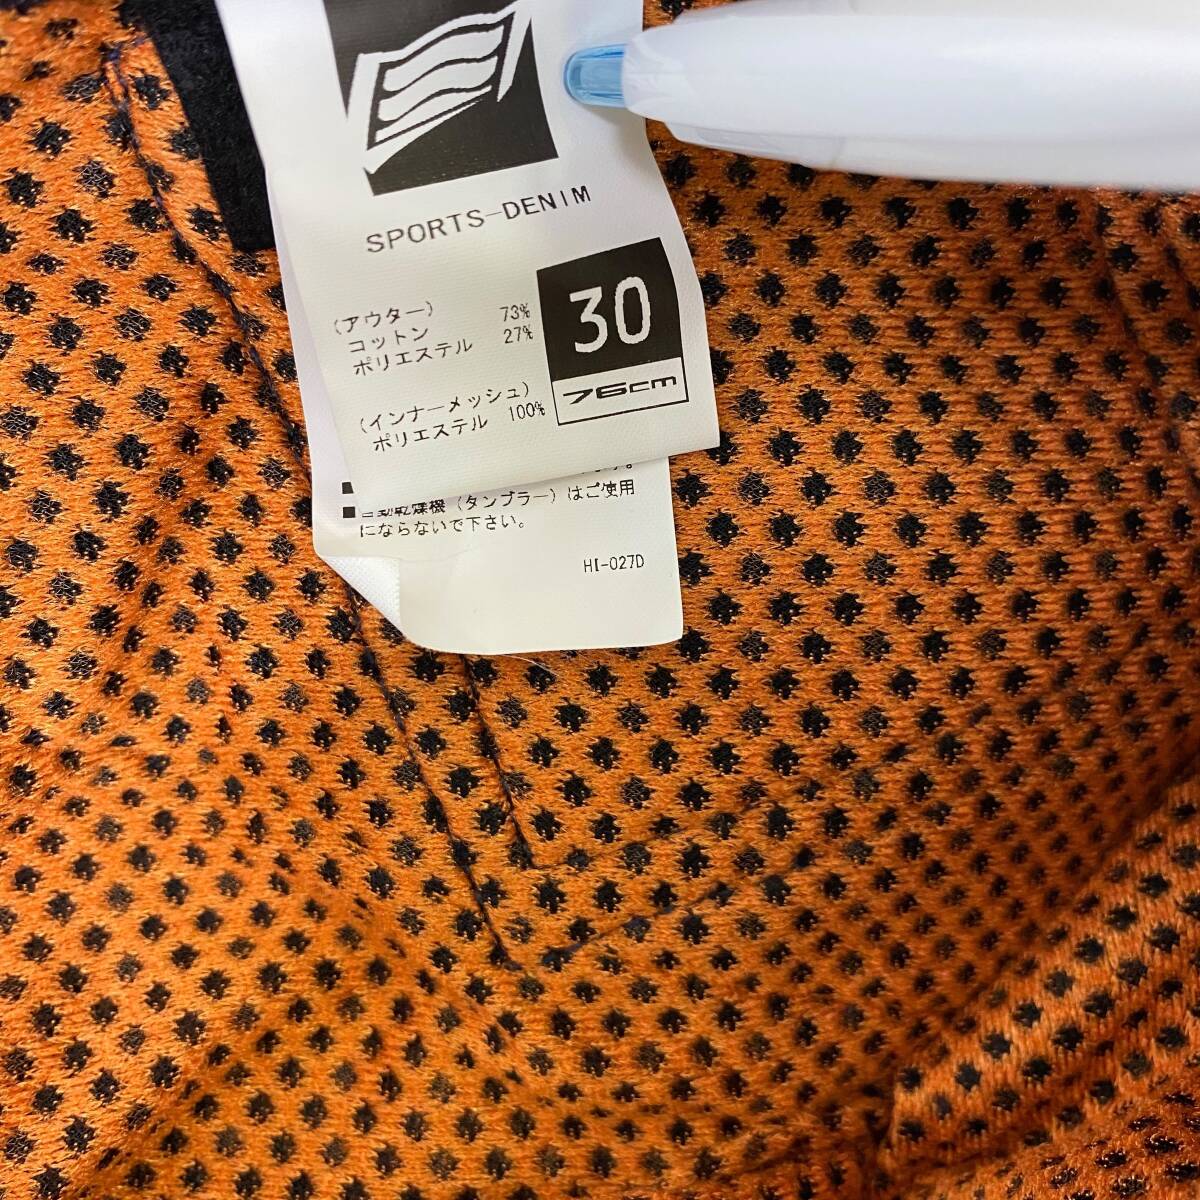 SPORTS-DENIM
(アウター)
コットン 73%
ポリエステル 27%
30
76cm
(インナーメッシュ)
ポリエステル 100%
■
■自動乾燥機(タンブラー)はご使用
にならないで下さい。
HI-027D